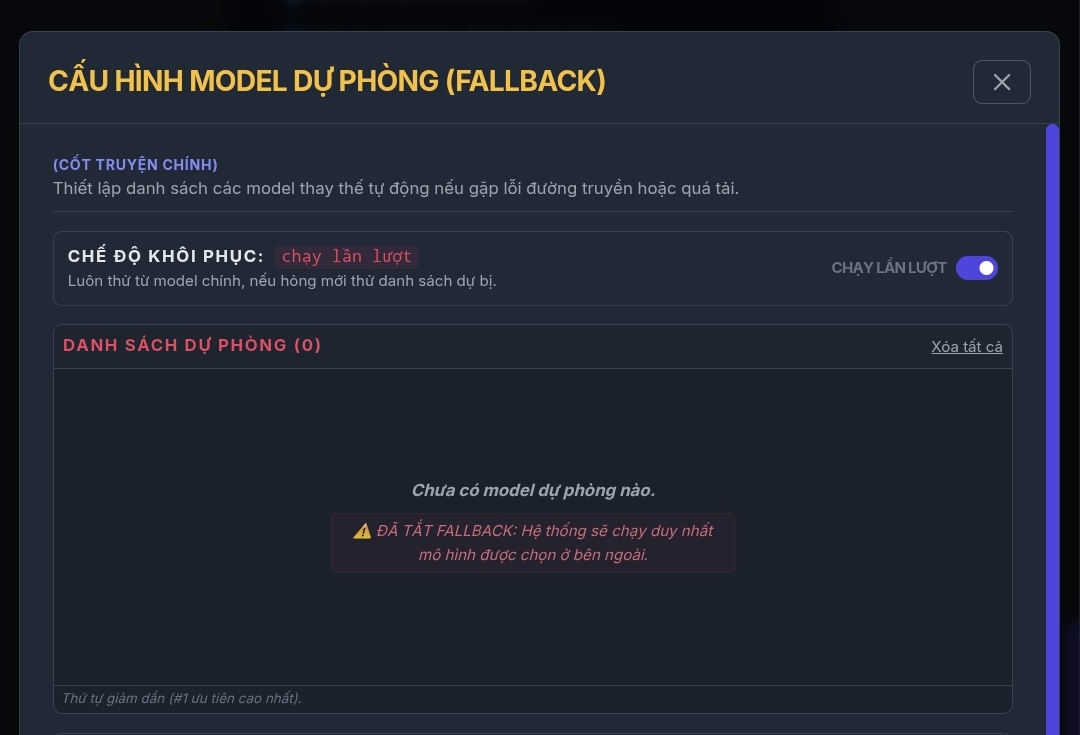 CẤU HÌNH MODEL DỰ PHÒNG (FALLBACK)
(CỐT TRUYỆN CHÍNH)
Thiết lập danh sách các model thay thế tự động nếu gặp lỗi đường truyền hoặc quá tải.
CHẾ ĐỘ KHÔI PHỤC: chạy lần lượt
Luôn thử từ model chính, nếu hỏng mới thử danh sách dự bị.
CHẠY LẦN LƯỢT
DANH SÁCH DỰ PHÒNG (0)
Xóa tất cả
Chưa có model dự phòng nào.
⚠️ ĐÃ TẮT FALLBACK: Hệ thống sẽ chạy duy nhất
mô hình được chọn ở bên ngoài.
Thứ tự giảm dần (#1 ưu tiên cao nhất).